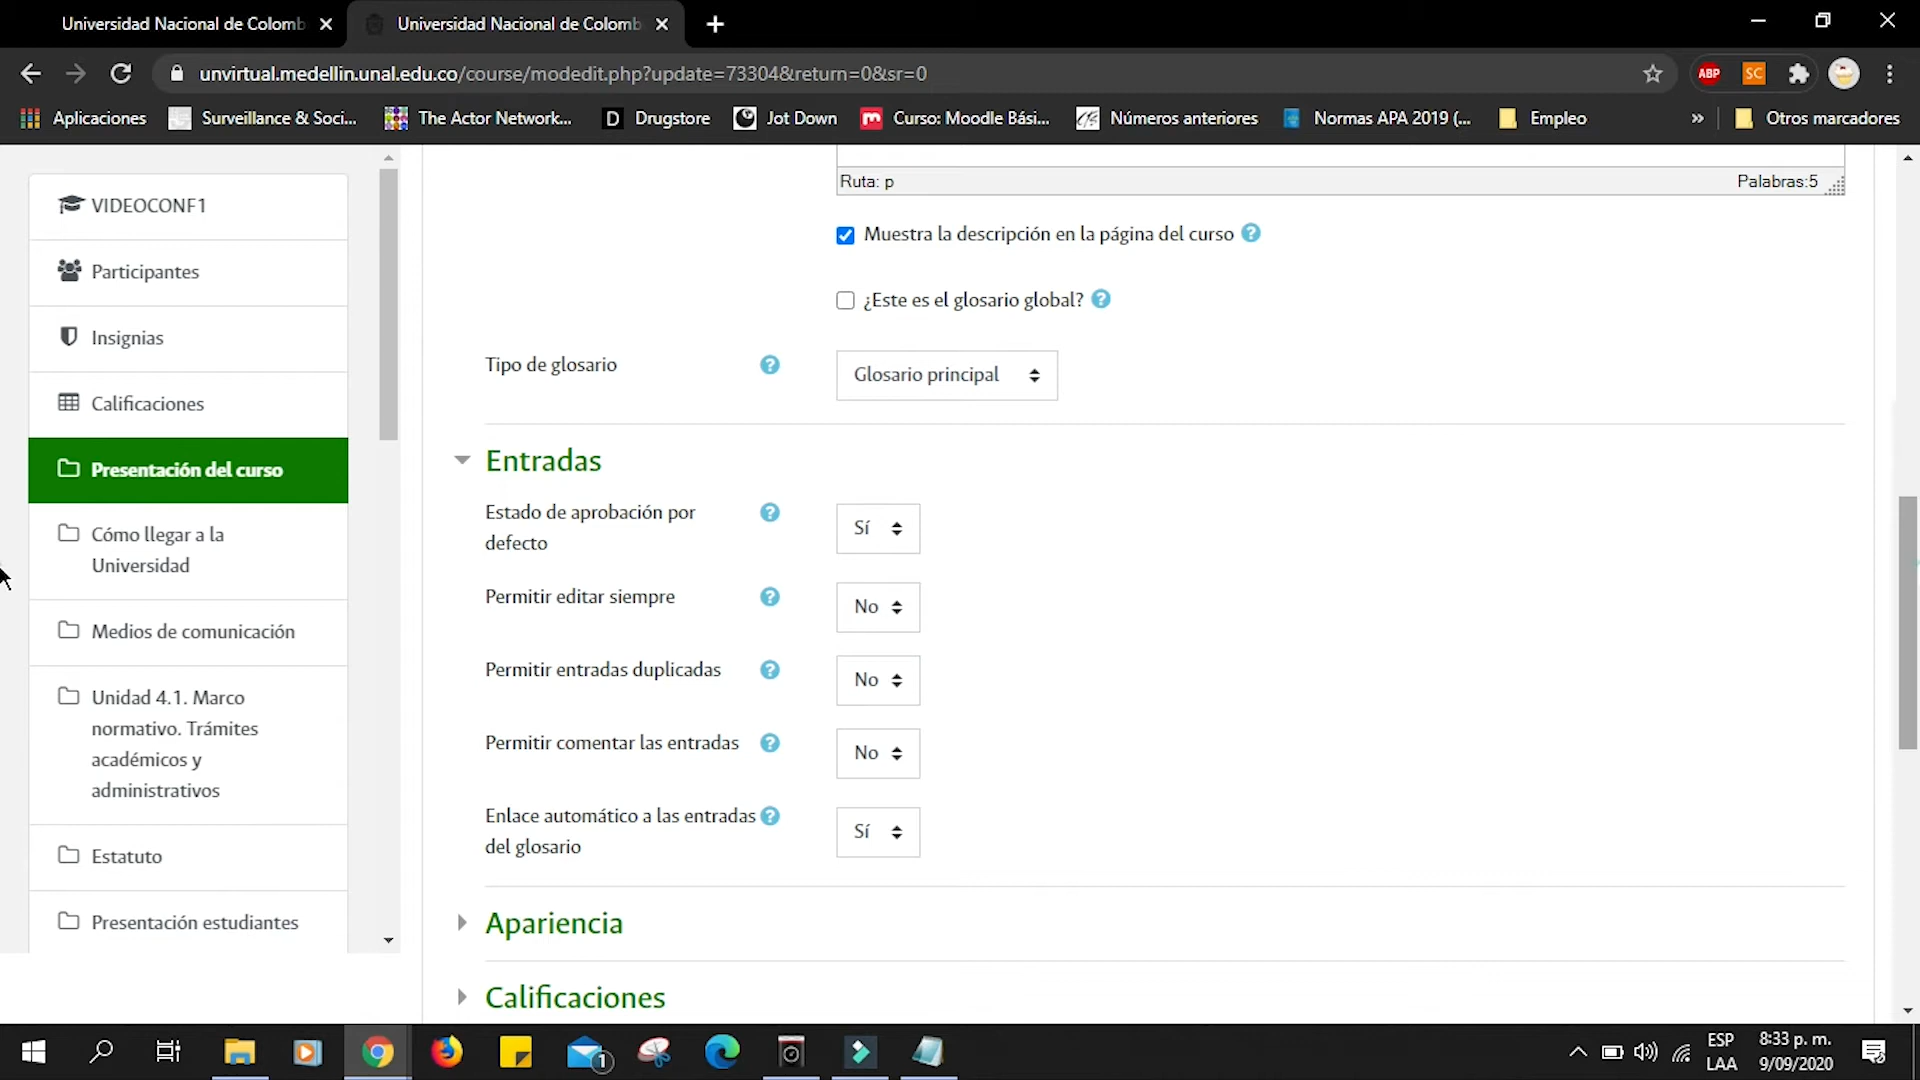 Universidad Nacional de Colomb
Universidad Nacional de Colomb
unvirtual.medellin.unal.edu.co/course/modedit.php?update=73304&return=0&sr=0
ABP
SC
Aplicaciones
Surveillance & Soci...
The Actor Network...
D
Drugstore
Jot Down
m
Curso: Moodle Bási...
Números anteriores
Normas APA 2019 (...
Empleo
»
Otros marcadores
VIDEOCONF1
Participantes
Insignias
Calificaciones
Presentación del curso
Cómo llegar a la
Universidad
Medios de comunicación
Unidad 4.1. Marco
normativo. Trámites
académicos y
administrativos
Estatuto
Presentación estudiantes
Ruta: p
Palabras:5
Muestra la descripción en la página del curso ?
¿Este es el glosario global? ?
Tipo de glosario ?
Glosario principal
Entradas
Estado de aprobación por
defecto
?
Sí
Permitir editar siempre ?
No
Permitir entradas duplicadas ?
No
Permitir comentar las entradas ?
No
Enlace automático a las entradas
del glosario
?
Sí
Apariencia
Calificaciones
1
ESP
LAA
8:33 p. m.
9/09/2020